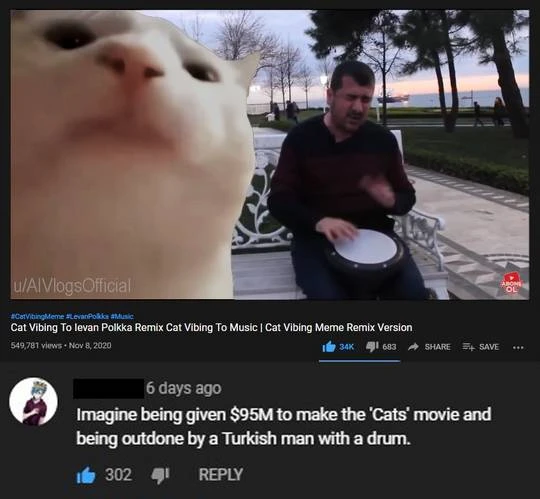 u/AIVlogsOfficial
ABONE
OL
#CatVibingMeme #LevanPolkka #Music
Cat Vibing To Ievan Polkka Remix Cat Vibing To Music | Cat Vibing Meme Remix Version
549,781 views • Nov 8, 2020
34K 683 SHARE SAVE ...
6 days ago
Imagine being given $95M to make the 'Cats' movie and
being outdone by a Turkish man with a drum.
302 REPLY